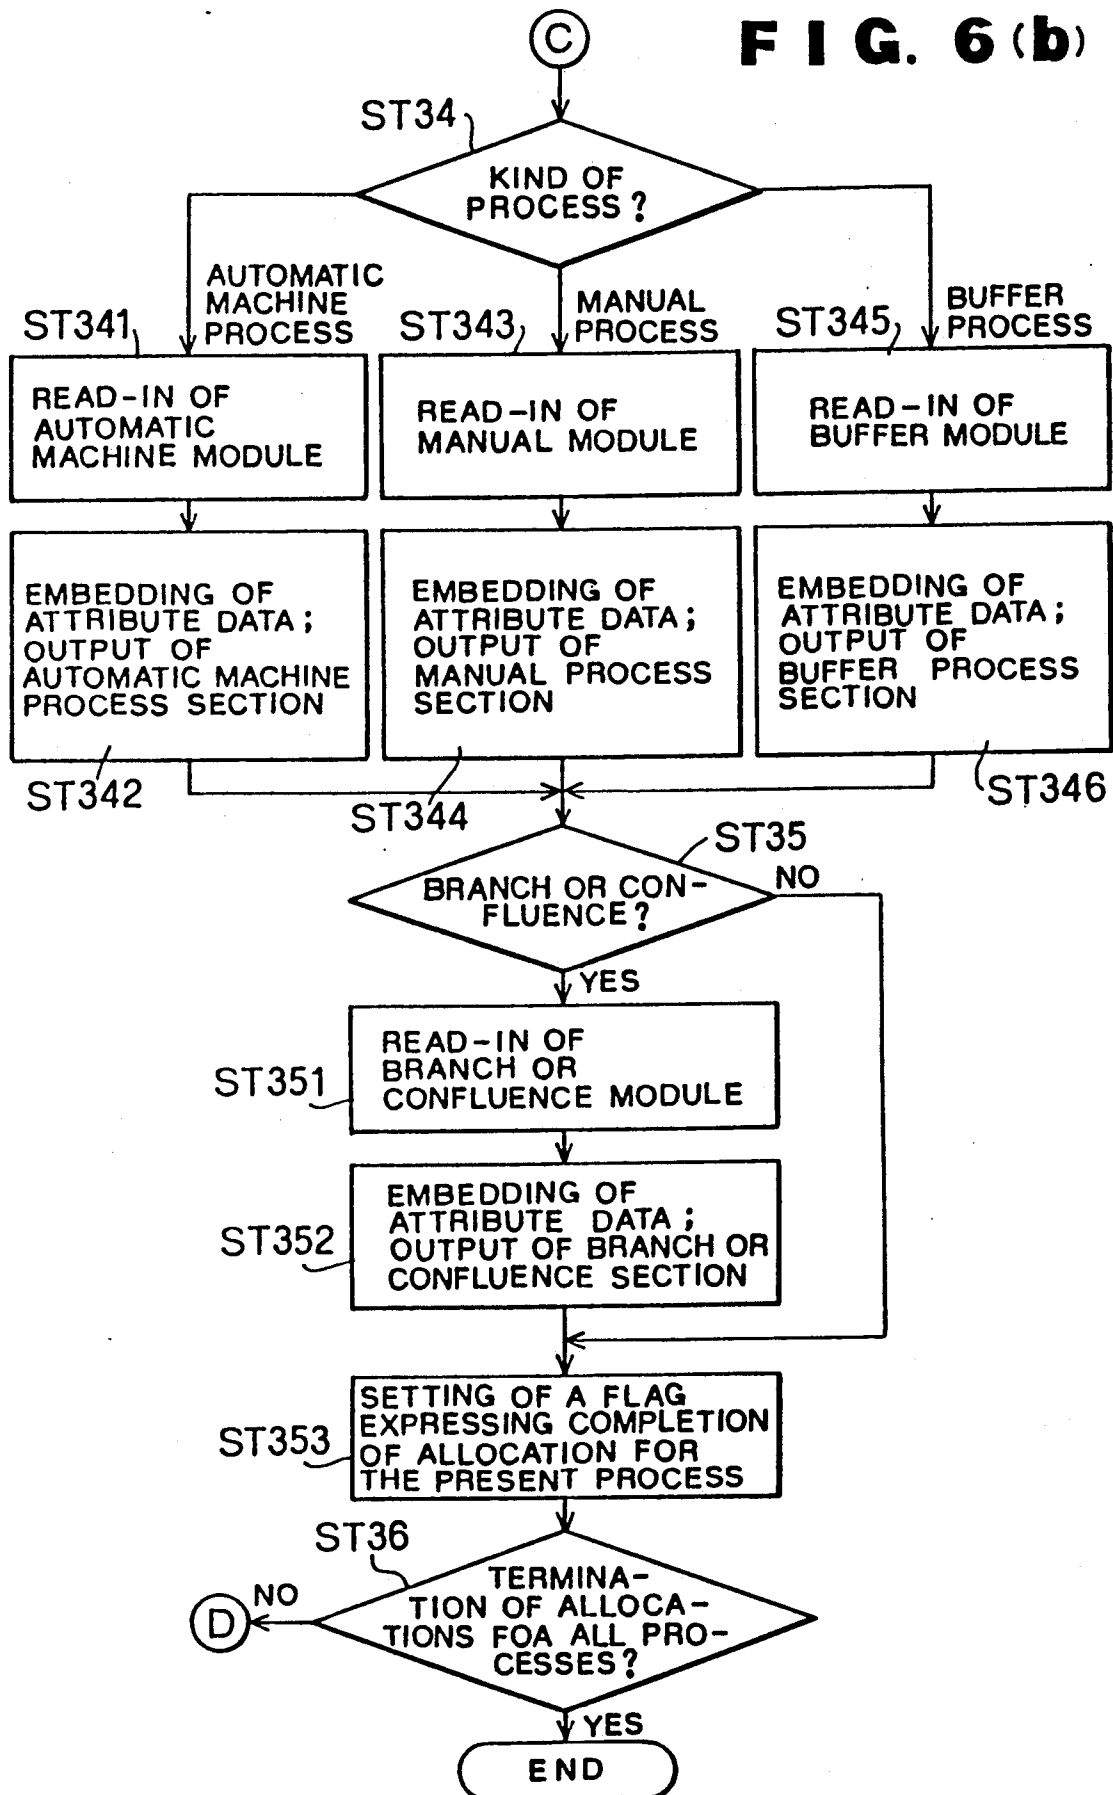 C
FIG. 6(b)
ST34
KIND OF
PROCESS?
AUTOMATIC
MACHINE
PROCESS
MANUAL
PROCESS
BUFFER
PROCESS
ST341
READ-IN OF
AUTOMATIC
MACHINE MODULE
ST343
READ-IN OF
MANUAL MODULE
ST345
READ-IN OF
BUFFER MODULE
EMBEDDING OF
ATTRIBUTE DATA;
OUTPUT OF
AUTOMATIC MACHINE
PROCESS SECTION
ST342
EMBEDDING OF
ATTRIBUTE DATA;
OUTPUT OF
MANUAL PROCESS
SECTION
ST344
EMBEDDING OF
ATTRIBUTE DATA;
OUTPUT OF
BUFFER PROCESS
SECTION
ST346
ST35
BRANCH OR CON-
FLUENCE?
NO
YES
ST351
READ-IN OF
BRANCH OR
CONFLUENCE MODULE
ST352
EMBEDDING OF
ATTRIBUTE DATA;
OUTPUT OF BRANCH OR
CONFLUENCE SECTION
ST353
SETTING OF A FLAG
EXPRESSING COMPLETION
OF ALLOCATION FOR
THE PRESENT PROCESS
ST36
TERMINA-
TION OF ALLOCA-
TIONS FOA ALL PRO-
CESSES?
NO
D
YES
END